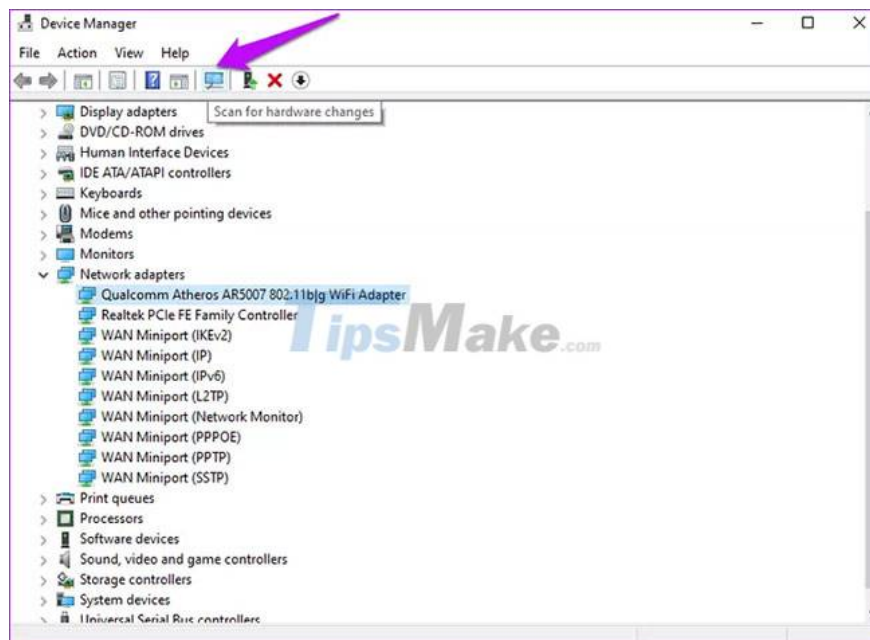 Device Manager
File Action View Help
Scan for hardware changes
Display adapters
DVD/CD-ROM drives
Human Interface Devices
IDE ATA/ATAPI controllers
Keyboards
Mice and other pointing devices
Modems
Monitors
Network adapters
Qualcomm Atheros AR5007 802.11b|g WiFi Adapter
Realtek PCIe FE Family Controller
WAN Miniport (IKEv2)
WAN Miniport (IP)
WAN Miniport (IPv6)
WAN Miniport (L2TP)
WAN Miniport (Network Monitor)
WAN Miniport (PPPOE)
WAN Miniport (PPTP)
WAN Miniport (SSTP)
TipsMake.com
Print queues
Processors
Software devices
Sound, video and game controllers
Storage controllers
System devices
Universal Serial Bus controllers